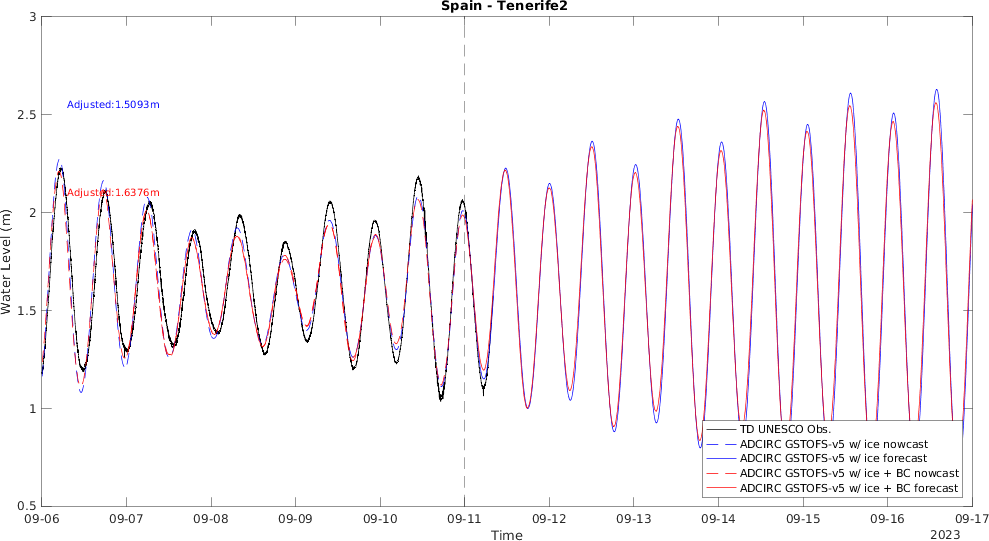 Spain - Tenerife2
3
2.5
2
1.5
1
0.5
Water Level (m)
Adjusted:1.5093m
Adjusted:1.6376m
TD UNESCO Obs.
ADCIRC GSTOFS-v5 w/ ice nowcast
ADCIRC GSTOFS-v5 w/ ice forecast
ADCIRC GSTOFS-v5 w/ ice + BC nowcast
ADCIRC GSTOFS-v5 w/ ice + BC forecast
09-06 09-07 09-08 09-09 09-10 09-11 09-12 09-13 09-14 09-15 09-16 09-17
Time
2023